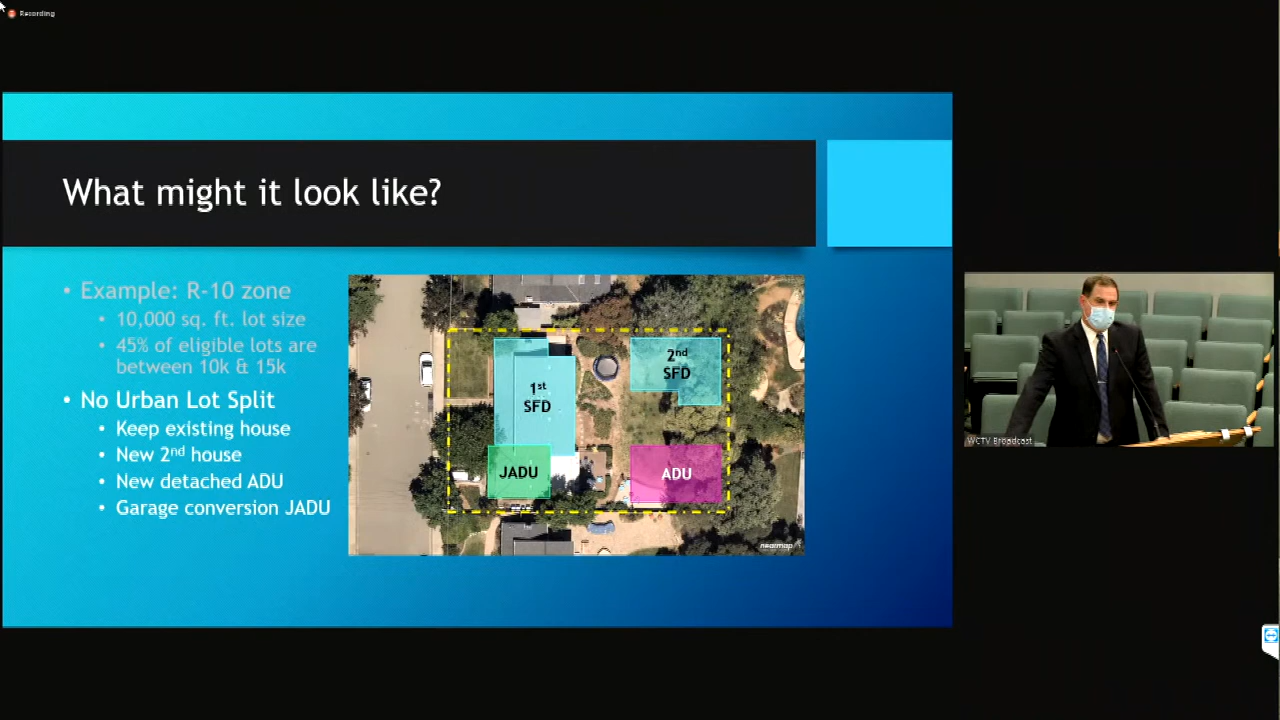 Recording
What might it look like?
• Example: R-10 zone
• 10,000 sq. ft. lot size
• 45% of eligible lots are
between 10k & 15k
• No Urban Lot Split
• Keep existing house
• New 2nd house
• New detached ADU
• Garage conversion JADU
1st
SFD
2nd
SFD
JADU
ADU
nearmap
WCTV Broadcast